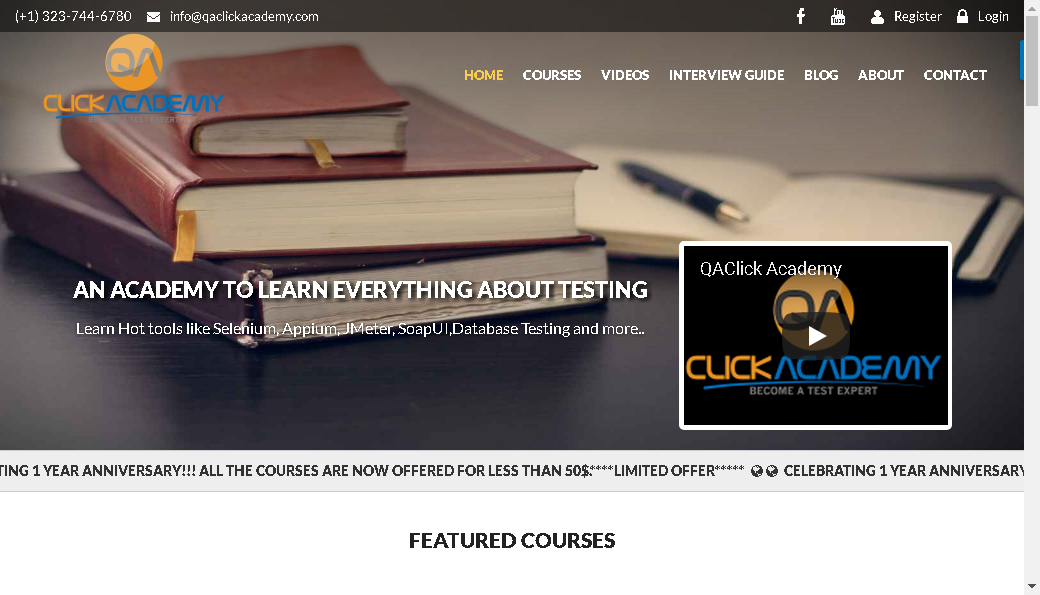 (+1) 323-744-6780 info@qaclickacademy.com Register Login
QA
CLICKACADEMY
BECOME A TEST EXPERT
HOME COURSES VIDEOS INTERVIEW GUIDE BLOG ABOUT CONTACT
AN ACADEMY TO LEARN EVERYTHING ABOUT TESTING
Learn Hot tools like Selenium, Appium, JMeter, SoapUI,Database Testing and more..
QAClick Academy
QA
CLICKACADEMY
BECOME A TEST EXPERT
TING 1 YEAR ANNIVERSARY!!! ALL THE COURSES ARE NOW OFFERED FOR LESS THAN 50$.****LIMITED OFFER***** CELEBRATING 1 YEAR ANNIVERSARY
FEATURED COURSES